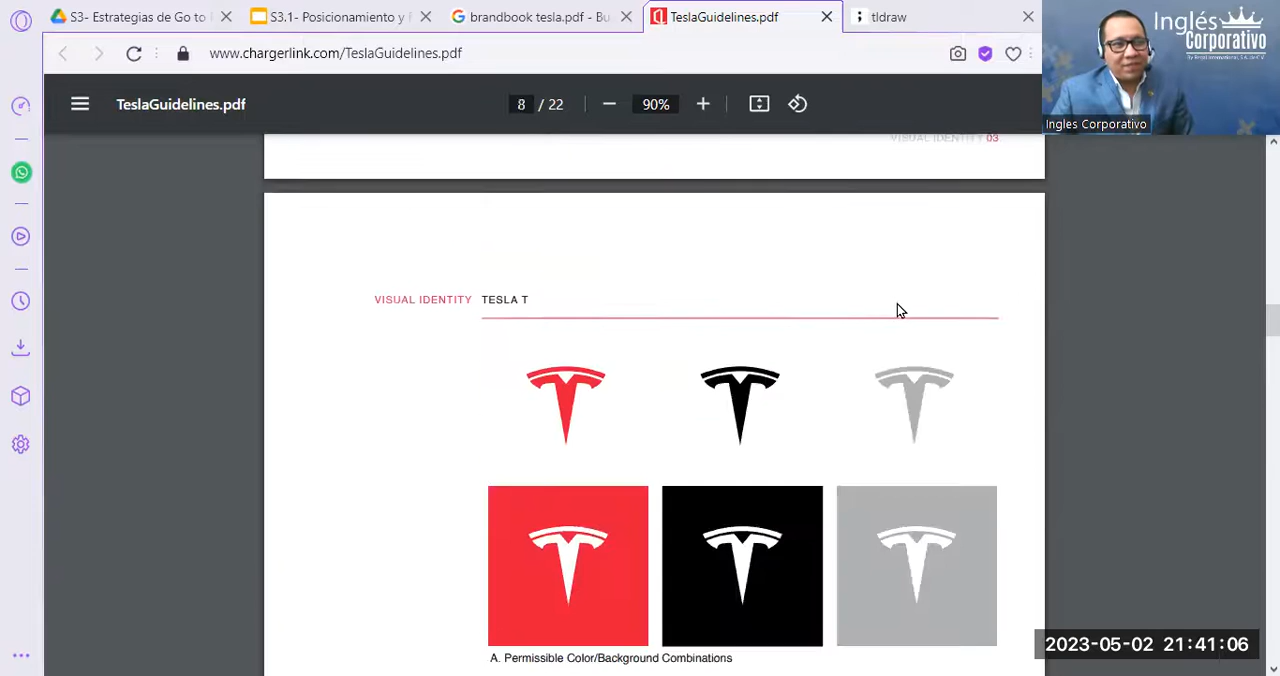 S3- Estrategias de Go to
S3.1- Posicionamiento y
brandbook tesla.pdf - Bu
TeslaGuidelines.pdf
tldraw
www.chargerlink.com/TeslaGuidelines.pdf
Inglés
Corporativo
Ingles Corporativo
TeslaGuidelines.pdf
8 / 22
90%
VISUAL IDENTITY 03
VISUAL IDENTITY TESLA T
A. Permissible Color/Background Combinations
2023-05-02 21:41:06